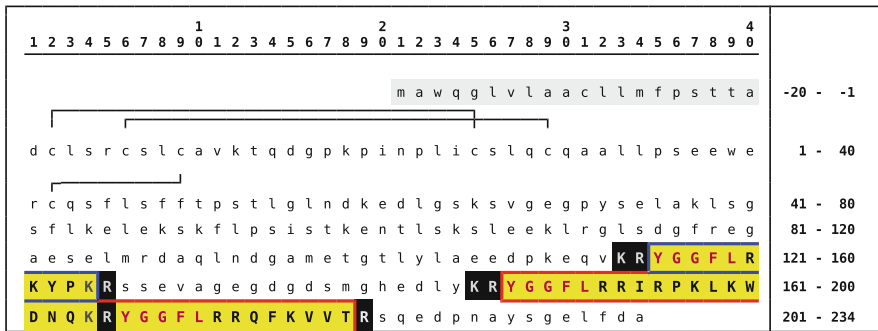 1 2 3 4
1 2 3 4 5 6 7 8 9 0 1 2 3 4 5 6 7 8 9 0 1 2 3 4 5 6 7 8 9 0 1 2 3 4 5 6 7 8 9 0
m a w q g l v l a a c l l m f p s t t a -20 - -1
d c l s r c s l c a v k t q d g p k p i n p l i c s l q c q a a l l p s e e w e 1 - 40
r c q s f l s f f t p s t l g l n d k e d l g s k s v g e g p y s e l a k l s g 41 - 80
s f l k e l e k s k f l p s i s t k e n t l s k s l e e k l r g l s d g f r e g 81 - 120
a e s e l m r d a q l n d g a m e t g t l y l a e e d p k e q v K R Y G G F L R 121 - 160
K Y P K R s s e v a g e g d g d s m g h e d l y K R Y G G F L R R I R P K L K W 161 - 200
D N Q K R Y G G F L R R Q F K V V T R s q e d p n a y s g e l f d a 201 - 234